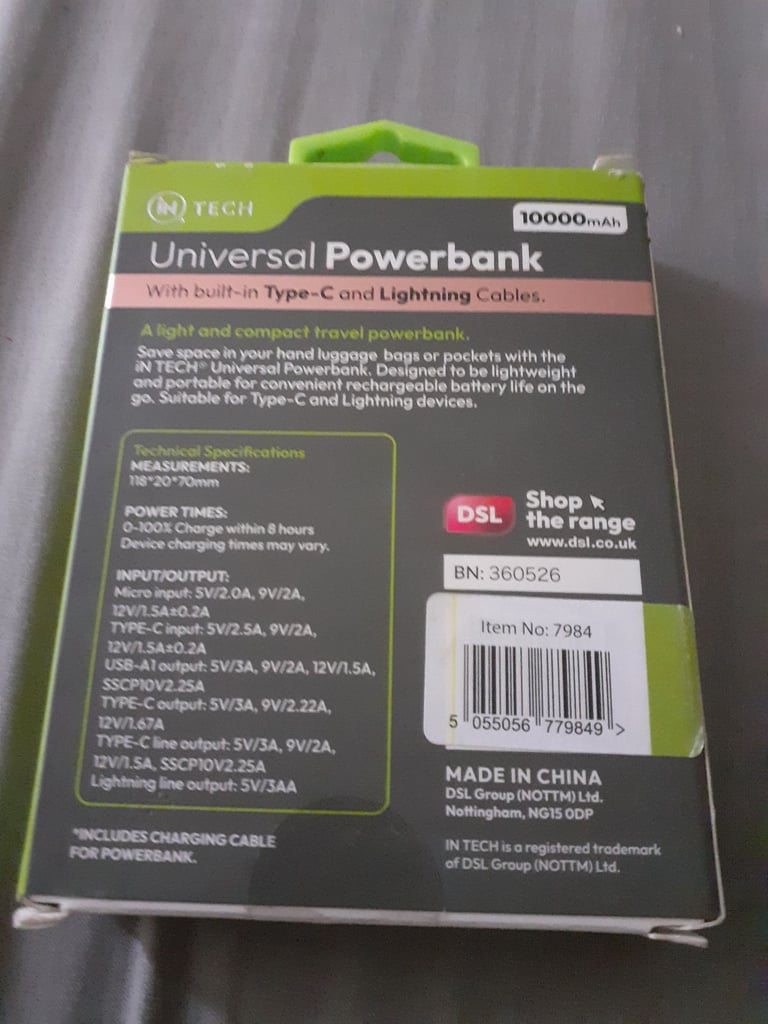 iN TECH
10000mAh
Universal Powerbank
With built-in Type-C and Lightning Cables.
A light and compact travel powerbank.
Save space in your hand luggage bags or pockets with the
iN TECH® Universal Powerbank. Designed to be lightweight
and portable for convenient rechargeable battery life on the
go. Suitable for Type-C and Lightning devices.
Technical Specifications
MEASUREMENTS:
118*20*70mm
POWER TIMES:
0-100% Charge within 8 hours
Device charging times may vary.
INPUT/OUTPUT:
Micro input: 5V/2.0A, 9V/2A,
12V/1.5A±0.2A
TYPE-C input: 5V/2.5A, 9V/2A,
12V/1.5A±0.2A
USB-A1 output: 5V/3A, 9V/2A, 12V/1.5A,
SSCP10V2.25A
TYPE-C output: 5V/3A, 9V/2.22A,
12V/1.67A
TYPE-C line output: 5V/3A, 9V/2A,
12V/1.5A, SSCP10V2.25A
Lightning line output: 5V/3AA
*INCLUDES CHARGING CABLE
FOR POWERBANK.
DSL
Shop
the range
www.dsl.co.uk
BN: 360526
Item No: 7984
5 055056 779849 >
MADE IN CHINA
DSL Group (NOTTM) Ltd.
Nottingham, NG15 0DP
IN TECH is a registered trademark
of DSL Group (NOTTM) Ltd.